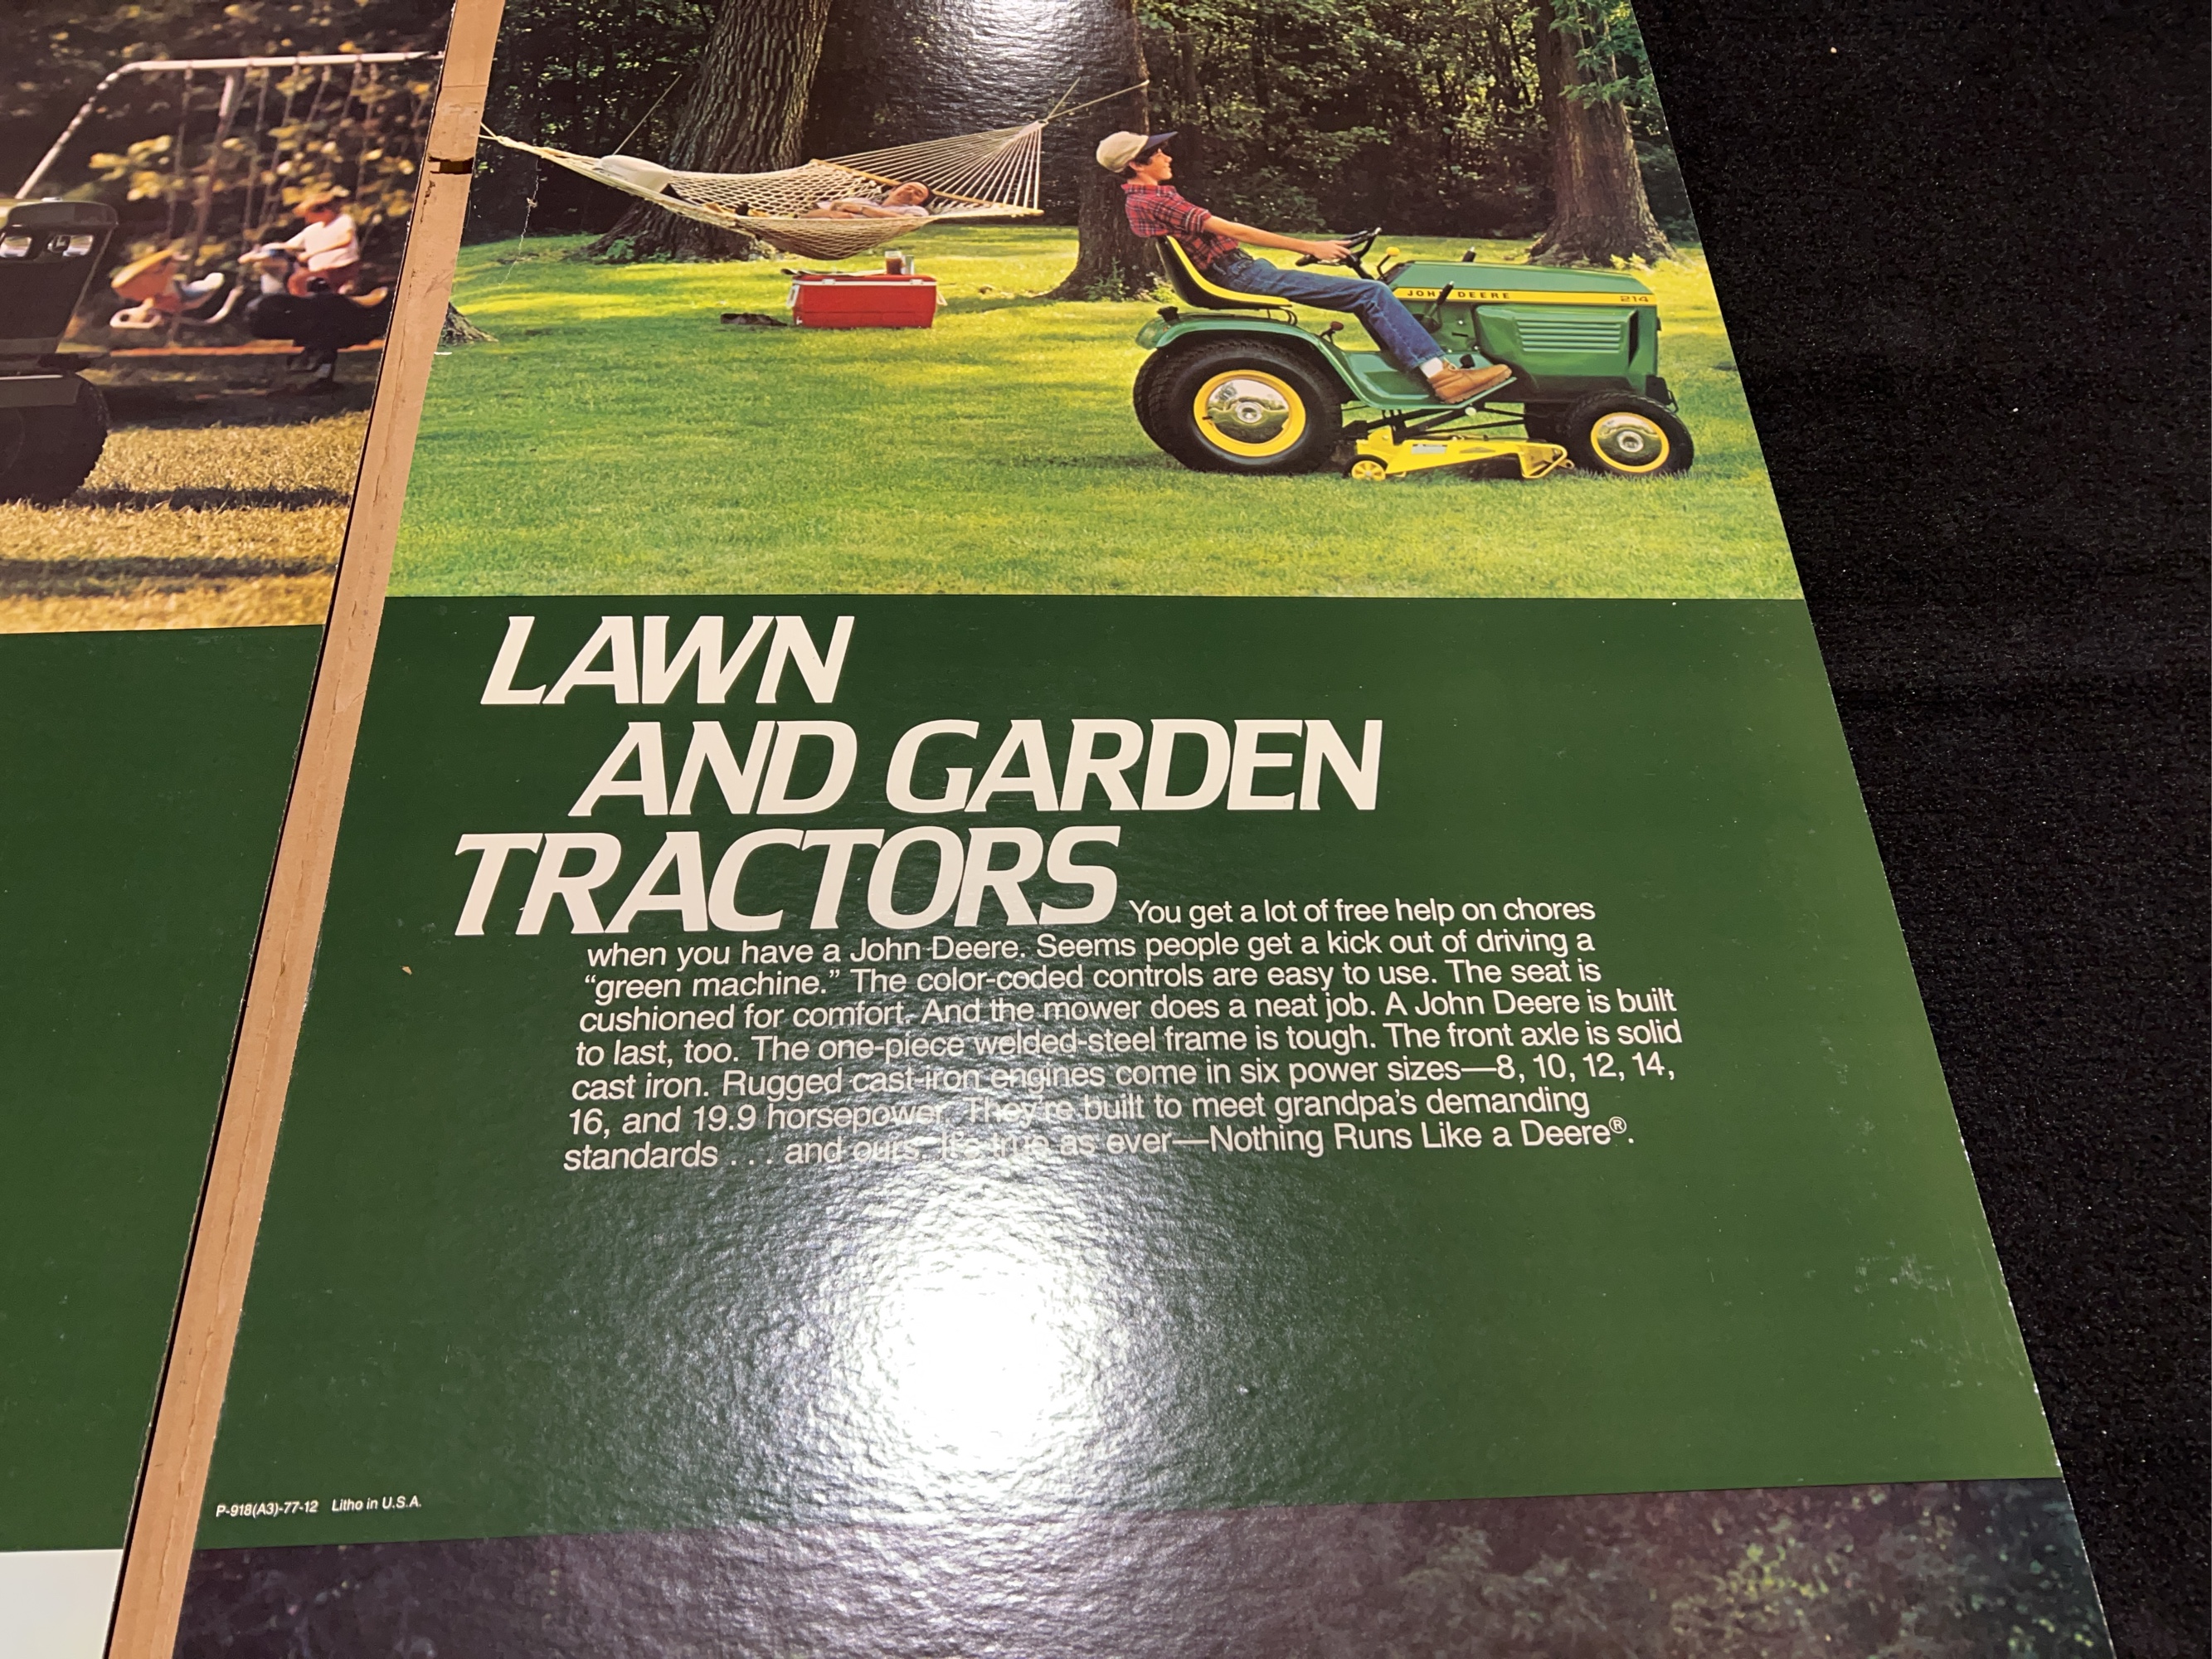 JOHN DEERE 214
LAWN
AND GARDEN
TRACTORS You get a lot of free help on chores
when you have a John Deere. Seems people get a kick out of driving a
“green machine.” The color-coded controls are easy to use. The seat is
cushioned for comfort. And the mower does a neat job. A John Deere is built
to last, too. The one-piece welded-steel frame is tough. The front axle is solid
cast iron. Rugged cast-iron engines come in six power sizes—8, 10, 12, 14,
16, and 19.9 horsepower. They're built to meet grandpa's demanding
standards . . . and ours. It's true as ever—Nothing Runs Like a Deere®.
P-918(A3)-77-12 Litho in U.S.A.